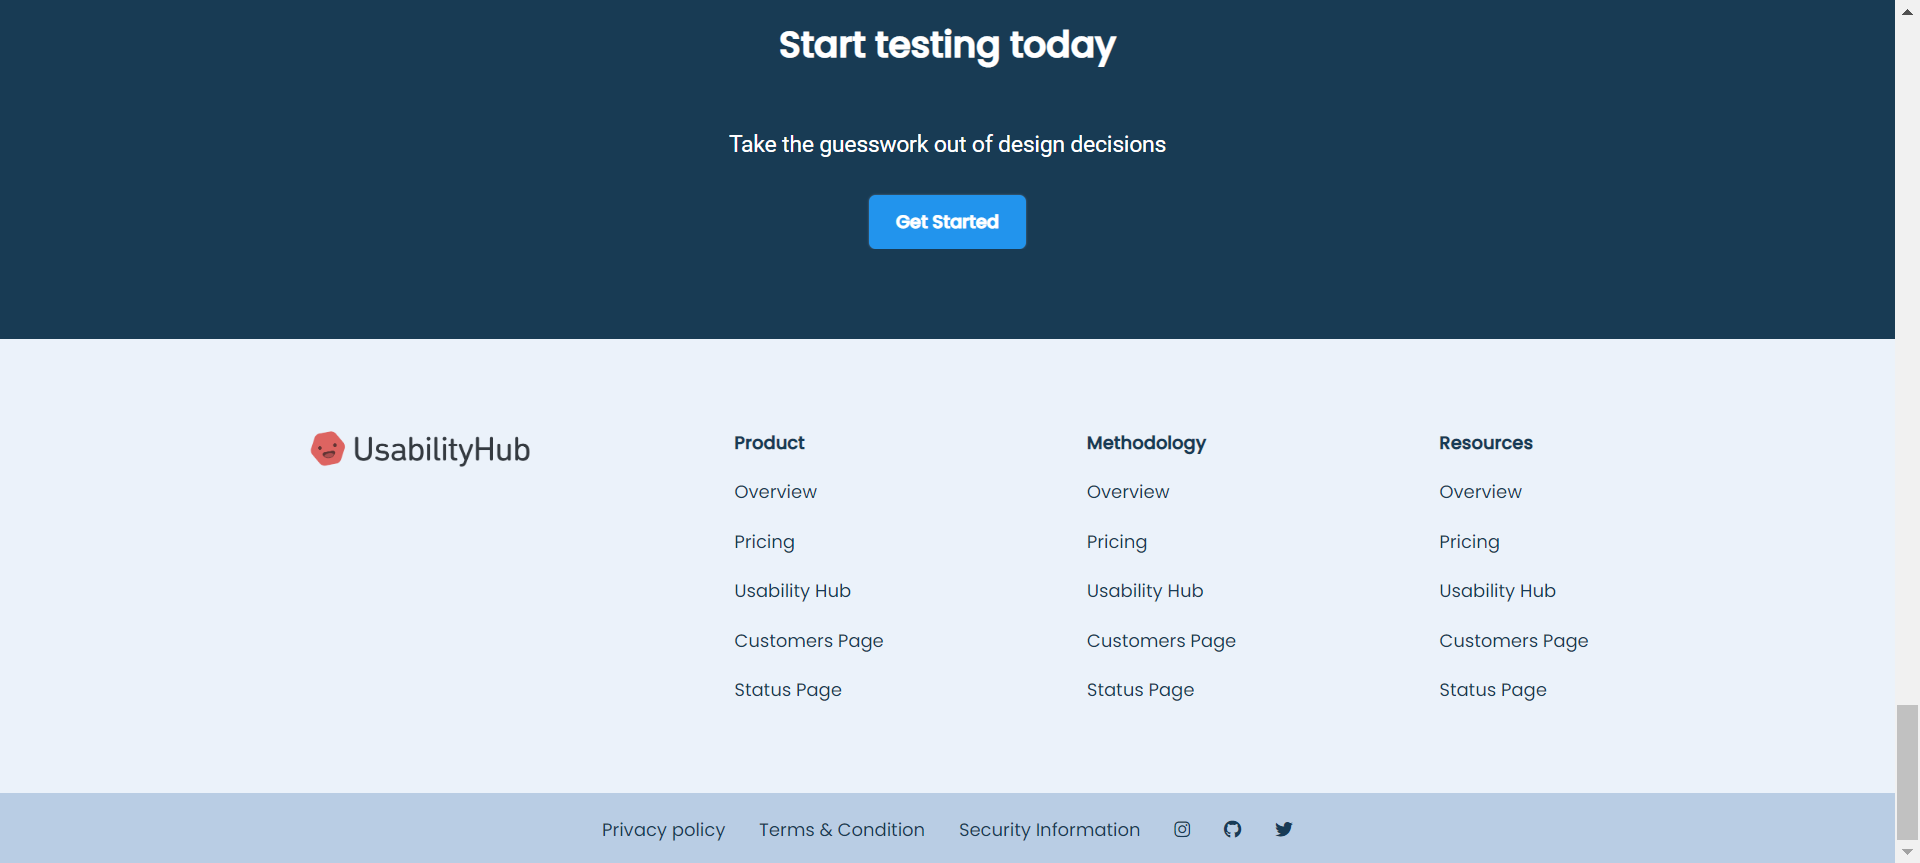 Start testing today
Take the guesswork out of design decisions
Get Started
UsabilityHub
Product
Overview
Pricing
Usability Hub
Customers Page
Status Page
Methodology
Overview
Pricing
Usability Hub
Customers Page
Status Page
Resources
Overview
Pricing
Usability Hub
Customers Page
Status Page
Privacy policy Terms & Condition Security Information